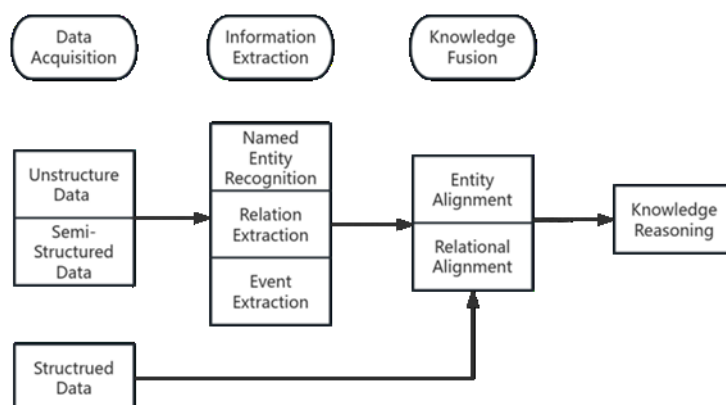 Data
Acquisition
Information
Extraction
Knowledge
Fusion
Unstructure
Data
Semi-
Structured
Data
Named
Entity
Recognition
Relation
Extraction
Event
Extraction
Entity
Alignment
Relational
Alignment
Knowledge
Reasoning
Structrued
Data